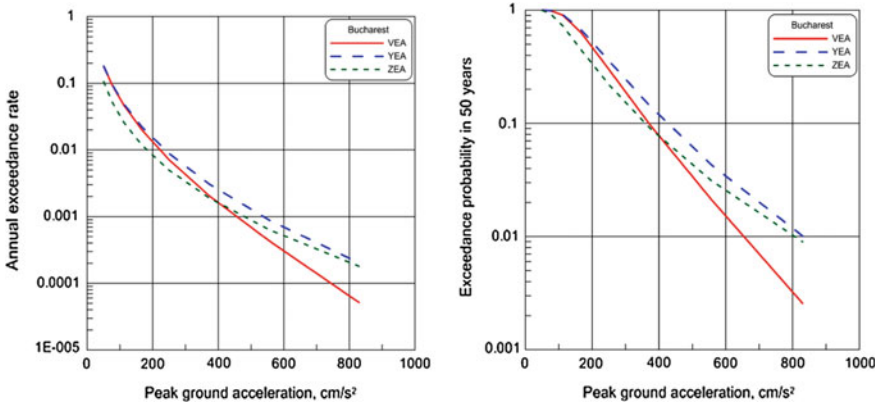 Annual exceedance rate
1
0.1
0.01
0.001
0.0001
1E-005
0 200 400 600 800 1000
Peak ground acceleration, cm/s²
Bucharest
VEA
YEA
ZEA
Exceedance probability in 50 years
1
0.1
0.01
0.001
0 200 400 600 800 1000
Peak ground acceleration, cm/s²
Bucharest
VEA
YEA
ZEA